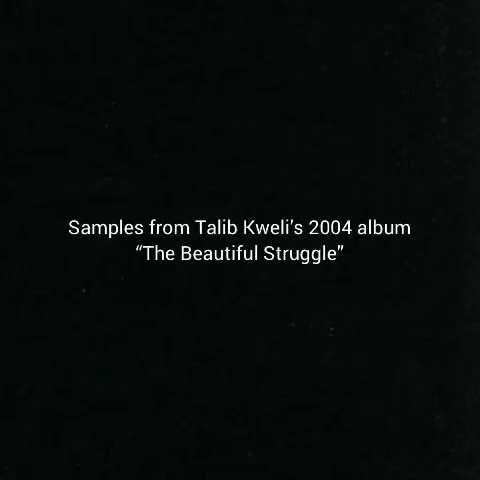 Samples from Talib Kweli's 2004 album
“The Beautiful Struggle”